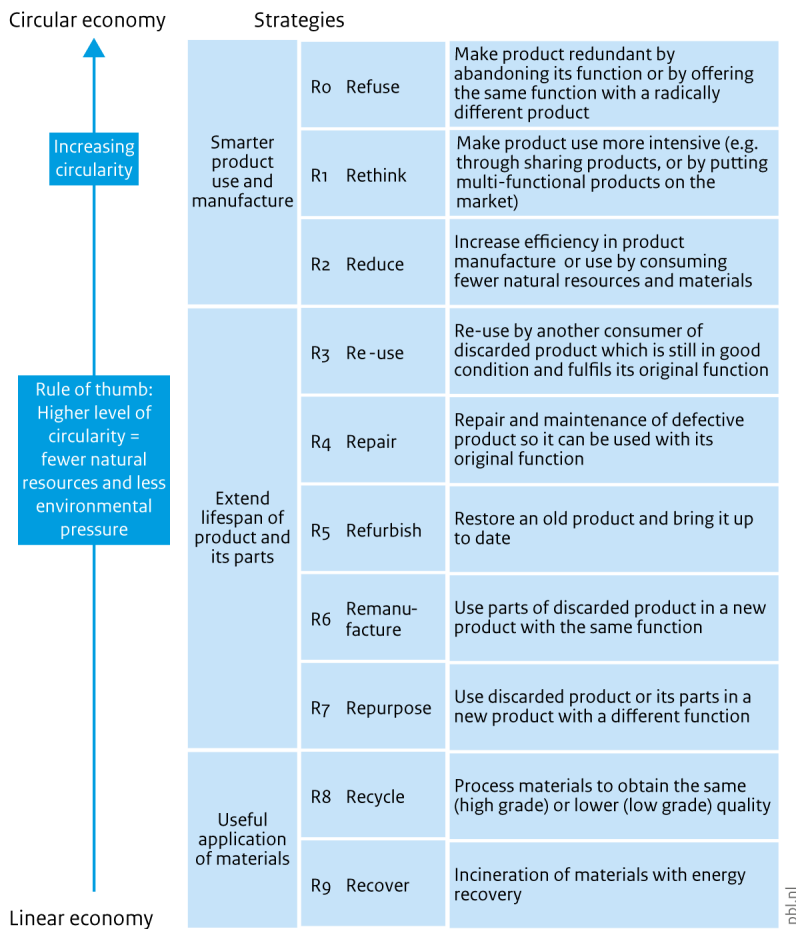 Circular economy
Strategies
Increasing
circularity
Rule of thumb:
Higher level of
circularity =
fewer natural
resources and less
environmental
pressure
Linear economy
Smarter
product
use and
manufacture
R0 Refuse
Make product redundant by
abandoning its function or by offering
the same function with a radically
different product
R1 Rethink
Make product use more intensive (e.g.
through sharing products, or by putting
multi-functional products on the
market)
R2 Reduce
Increase efficiency in product
manufacture or use by consuming
fewer natural resources and materials
Extend
lifespan of
product and
its parts
R3 Re-use
Re-use by another consumer of
discarded product which is still in good
condition and fulfils its original function
R4 Repair
Repair and maintenance of defective
product so it can be used with its
original function
R5 Refurbish
Restore an old product and bring it up
to date
R6 Remanu-
facture
Use parts of discarded product in a new
product with the same function
R7 Repurpose
Use discarded product or its parts in a
new product with a different function
Useful
application
of materials
R8 Recycle
Process materials to obtain the same
(high grade) or lower (low grade) quality
R9 Recover
Incineration of materials with energy
recovery
pbl.nl